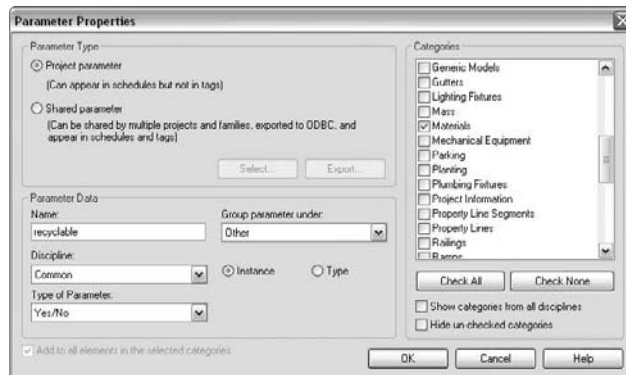 Parameter Properties
Parameter Type
Project parameter
(Can appear in schedules but not in tags)
Shared parameter
(Can be shared by multiple projects and families, exported to ODBC, and
appear in schedules and tags)
Select...
Export...
Parameter Data
Name:
recyclable
Group parameter under:
Other
Discipline:
Common
Instance
Type
Type of Parameter:
Yes/No
Add to all elements in the selected categories
Categories
Generic Models
Gutters
Lighting Fixtures
Mass
Materials
Mechanical Equipment
Parking
Planting
Plumbing Fixtures
Project Information
Property Line Segments
Property Lines
Railings
Ramps
Check All
Check None
Show categories from all disciplines
Hide un-checked categories
OK
Cancel
Help